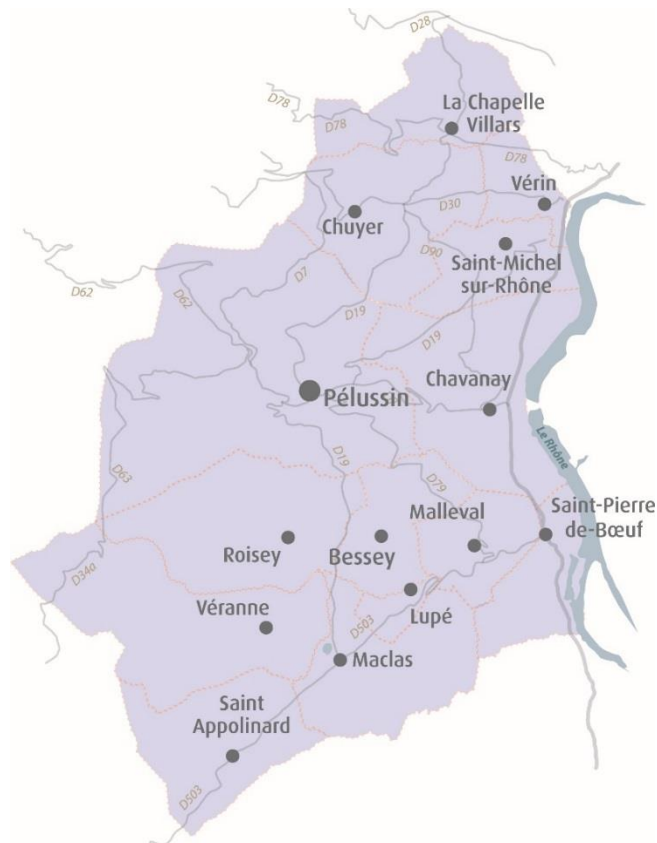 D28
D78
La Chapelle
Villars
D78
D78
Vérin
D30
Chuyer
D90
Saint-Michel
sur-Rhône
D7
D62
D62
D19
D19
Chavanay
Pélussin
Le Rhône
D19
D63
D79
Saint-Pierre
de-Bœuf
Malleval
Roisey
Bessey
D34a
Véranne
Lupé
D503
Maclas
Saint
Appolinard
D503